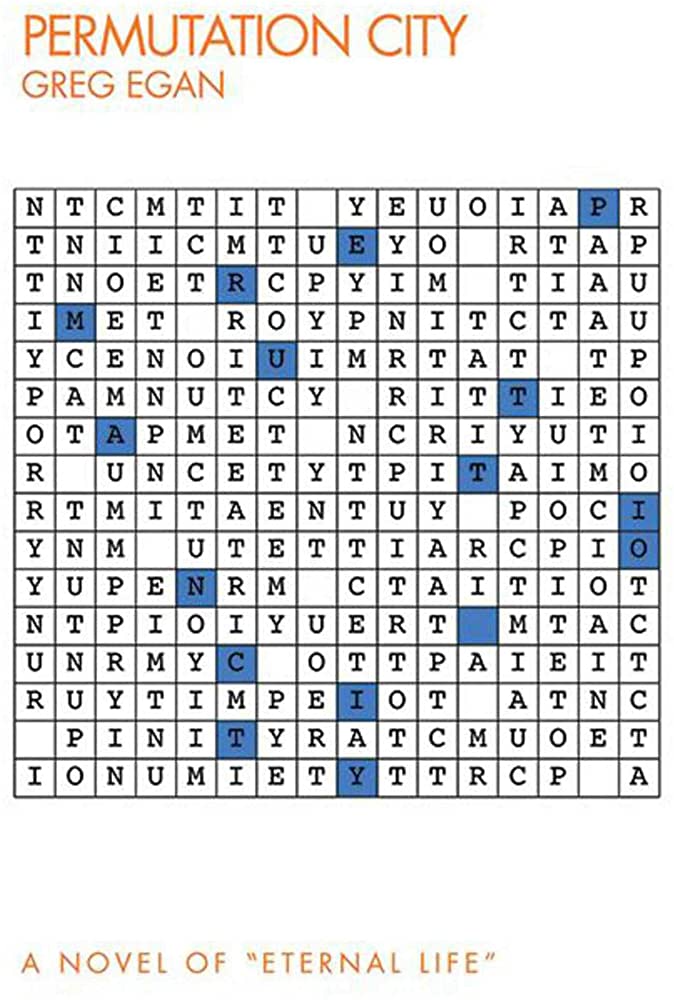 PERMUTATION CITY
GREG EGAN
N T C M T I T   Y E U O I A P R
T N I I C M T U E Y O   R T A P
T N O E T R C P Y I M   T I A U
I M E T   R O Y P N I T C T A U
Y C E N O I U I M R T A T   T P
P A M N U T C Y   R I T T I E O
O T A P M E T   N C R I Y U T I
R   U N C E T Y T P I T A I M O
R T M I T A E N T U Y   P O C I
Y N M   U T E T T I A R C P I O
Y U P E N R M   C T A I T I O T
N T P I O I Y U E R T   M T A C
U N R M Y C   O T T P A I E I T
R U Y T I M P E I O T   A T N C
  P I N I T Y R A T C M U O E T
I O N U M I E T Y T T R C P   A
A NOVEL OF "ETERNAL LIFE"